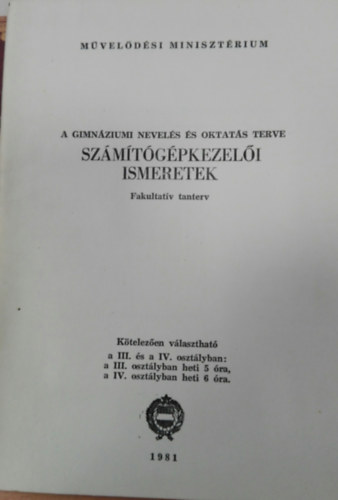 MŰVELŐDÉSI MINISZTÉRIUM
A GIMNÁZIUMI NEVELÉS ÉS OKTATÁS TERVE
SZÁMÍTÓGÉPKEZELŐI
ISMERETEK
Fakultatív tanterv
Kötelezően választható
a III. és a IV. osztályban:
a III. osztályban heti 5 óra,
a IV. osztályban heti 6 óra.
1981